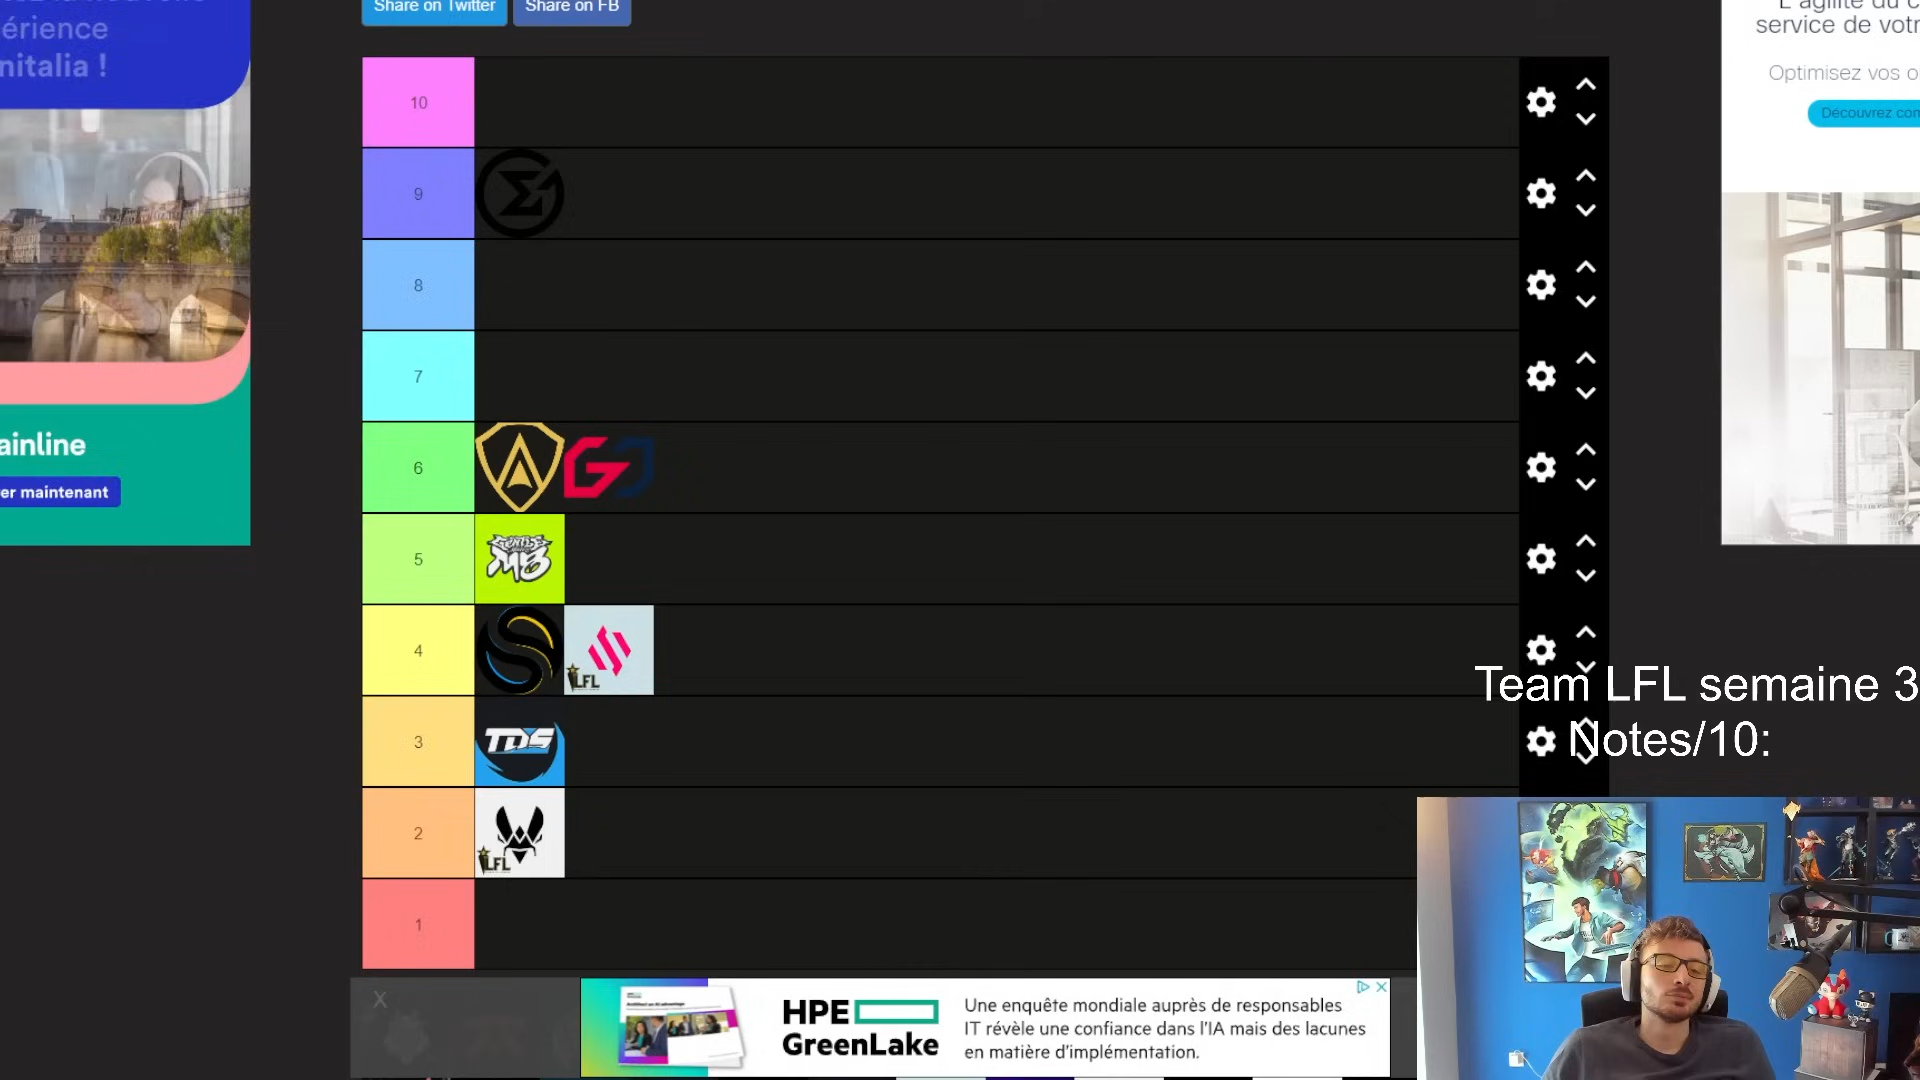 érience
nitalia !
ainline
er maintenant
Share on Twitter
Share on FB
10
9
8
7
6
5
4
LFL
3
TDS
2
LFL
1
service de votr
Optimisez vos o
Découvrez con
Team LFL semaine 3
Notes/10:
X
HPE
GreenLake
Une enquête mondiale auprès de responsables
IT révèle une confiance dans l'IA mais des lacunes
en matière d'implémentation.